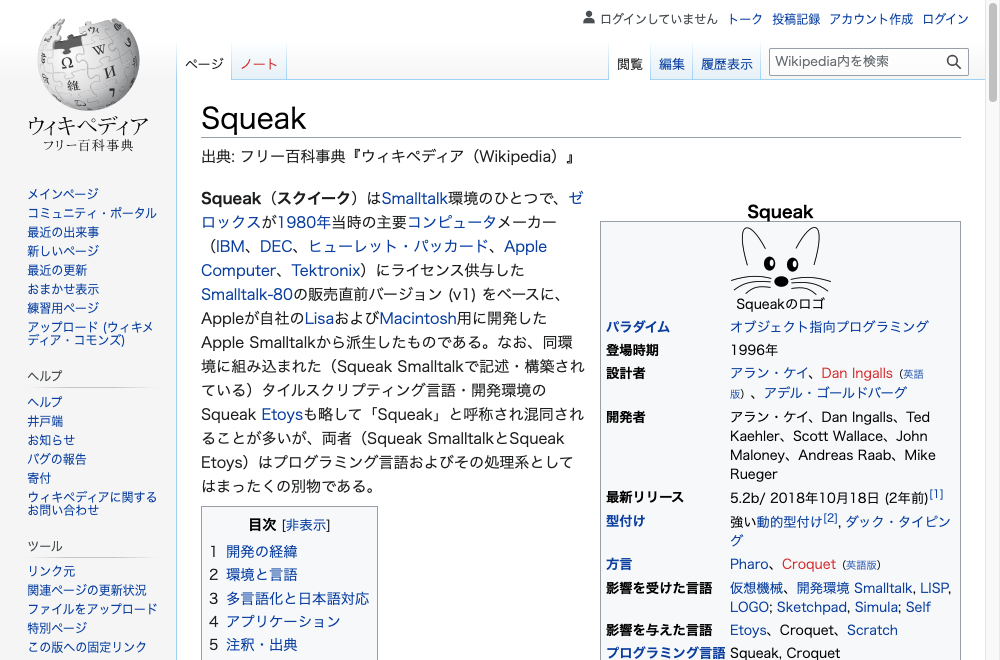 ログインしていません トーク 投稿記録 アカウント作成 ログイン
ページ ノート 閲覧 編集 履歴表示 Wikipedia内を検索
ウィキペディア
フリー百科事典
メインページ
コミュニティ・ポータル
最近の出来事
新しいページ
最近の更新
おまかせ表示
練習用ページ
アップロード (ウィキメ
ディア・コモンズ)
ヘルプ
ヘルプ
井戸端
お知らせ
バグの報告
寄付
ウィキペディアに関する
お問い合わせ
ツール
リンク元
関連ページの更新状況
ファイルをアップロード
特別ページ
この版への固定リンク
Squeak
出典: フリー百科事典『ウィキペディア（Wikipedia）』
Squeak（スクイーク）はSmalltalk環境のひとつで、ゼ
ロックスが1980年当時の主要コンピュータメーカー
（IBM、DEC、ヒューレット・パッカード、Apple
Computer、Tektronix）にライセンス供与した
Smalltalk-80の販売直前バージョン (v1) をベースに、
Appleが自社のLisaおよびMacintosh用に開発した
Apple Smalltalkから派生したものである。なお、同環
境に組み込まれた（Squeak Smalltalkで記述・構築され
ている）タイルスクリプティング言語・開発環境の
Squeak Etoysも略して「Squeak」と呼称され混同され
ることが多いが、両者（Squeak SmalltalkとSqueak
Etoys）はプログラミング言語およびその処理系として
はまったくの別物である。
目次 [非表示]
1 開発の経緯
2 環境と言語
3 多言語化と日本語対応
4 アプリケーション
5 注釈・出典
Squeak
Squeakのロゴ
パラダイム オブジェクト指向プログラミング
登場時期 1996年
設計者 アラン・ケイ、Dan Ingalls（英語
版）、アデル・ゴールドバーグ
開発者 アラン・ケイ、Dan Ingalls、Ted
Kaehler、Scott Wallace、John
Maloney、Andreas Raab、Mike
Rueger
最新リリース 5.2b/ 2018年10月18日 (2年前)[1]
型付け 強い動的型付け[2], ダック・タイピン
グ
方言 Pharo、Croquet（英語版）
影響を受けた言語 仮想機械、開発環境 Smalltalk, LISP,
LOGO; Sketchpad, Simula; Self
影響を与えた言語 Etoys、Croquet、Scratch
プログラミング言語 Squeak, Croquet